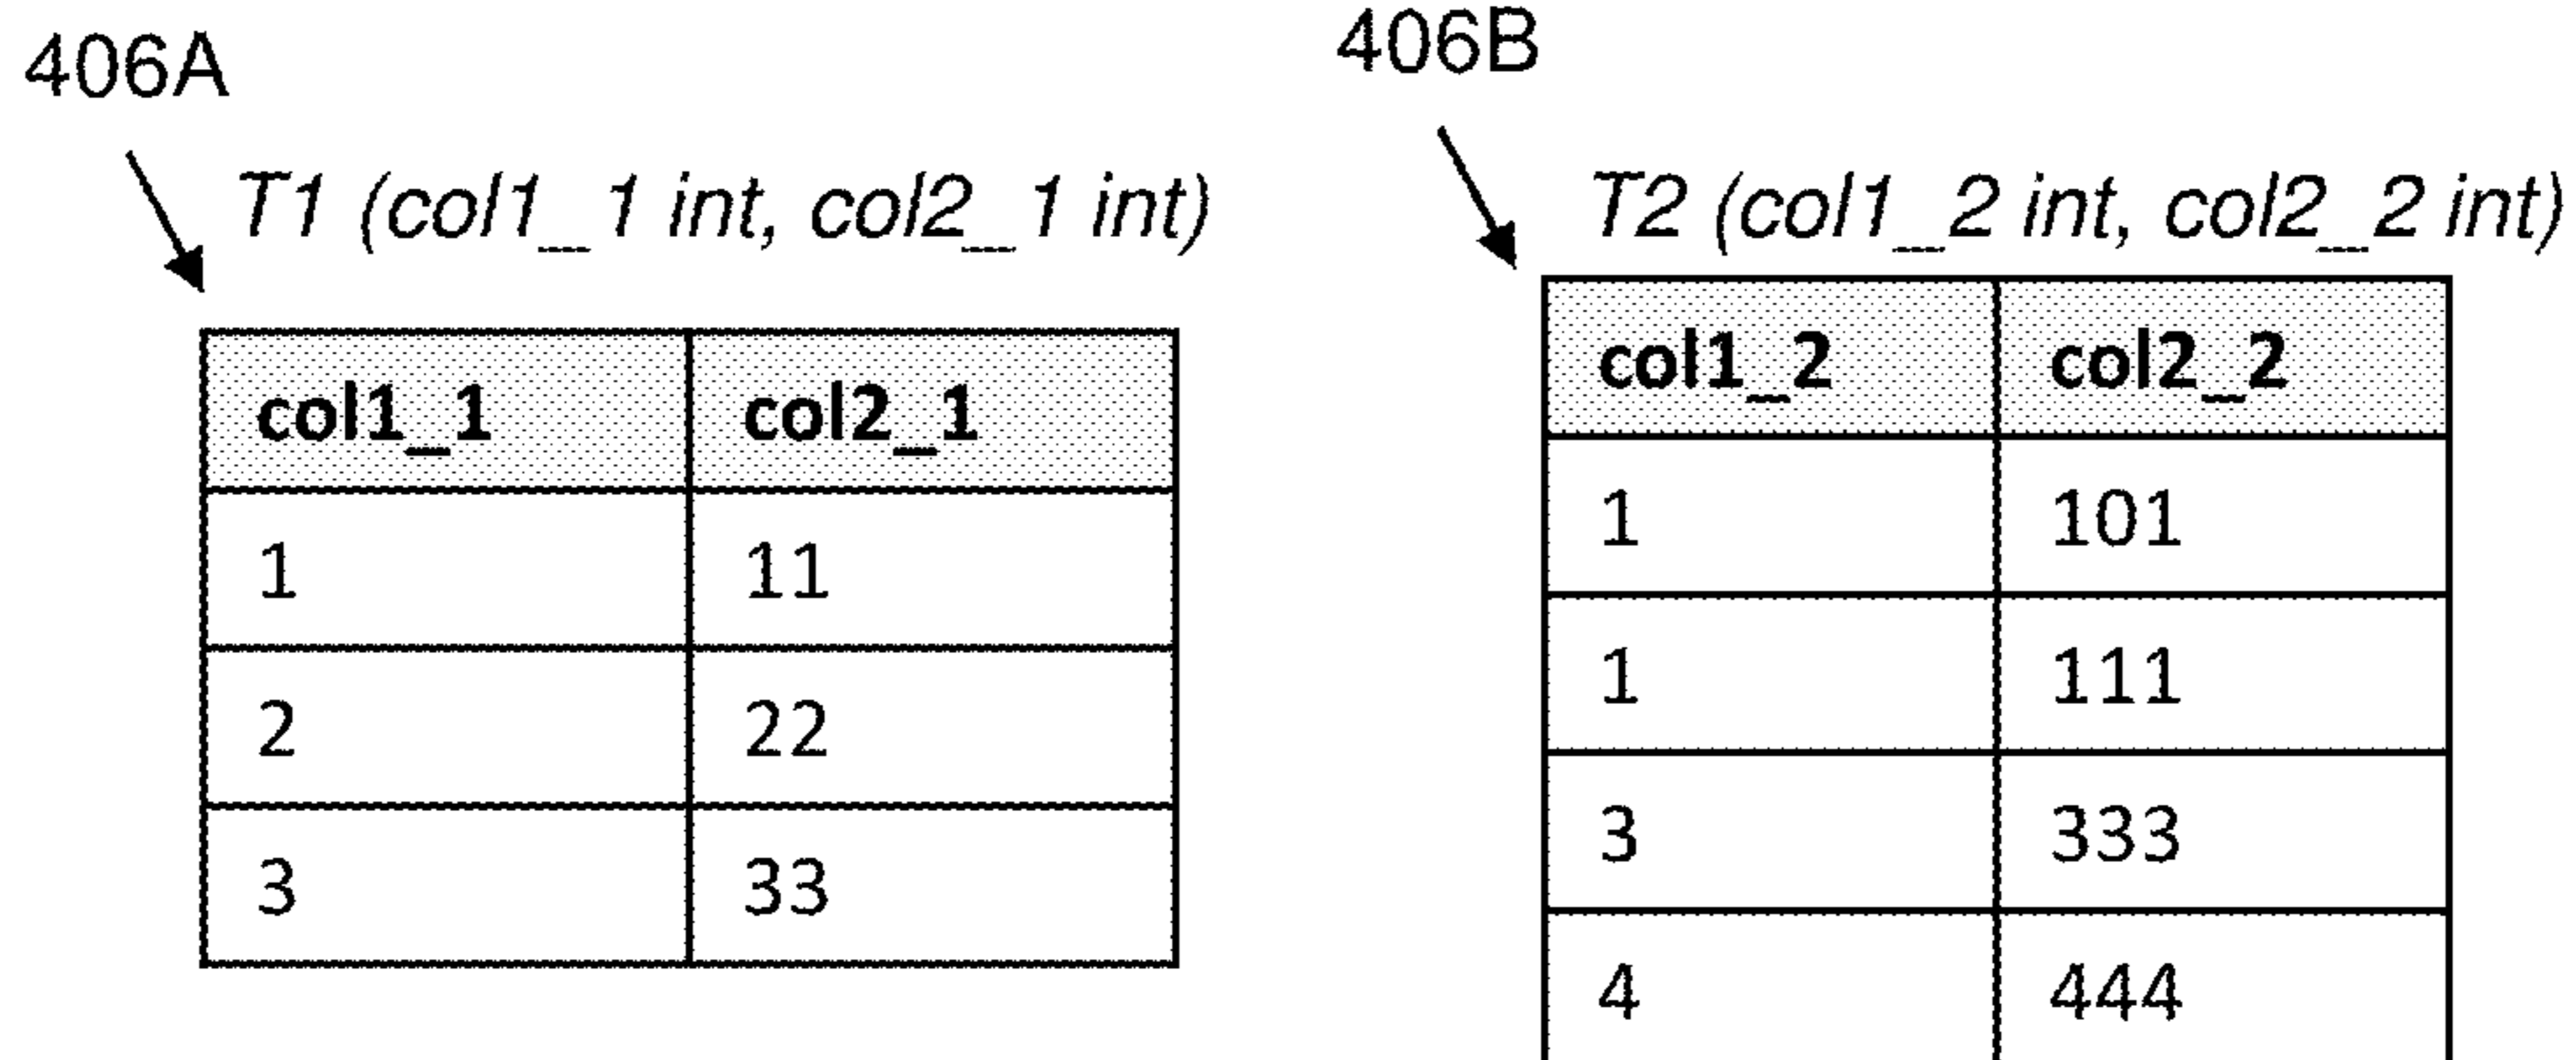 406A
T1 (col1_1 int, col2_1 int)
col1_1 col2_1
1 11
2 22
3 33
406B
T2 (col1_2 int, col2_2 int)
col1_2 col2_2
1 101
1 111
3 333
4 444